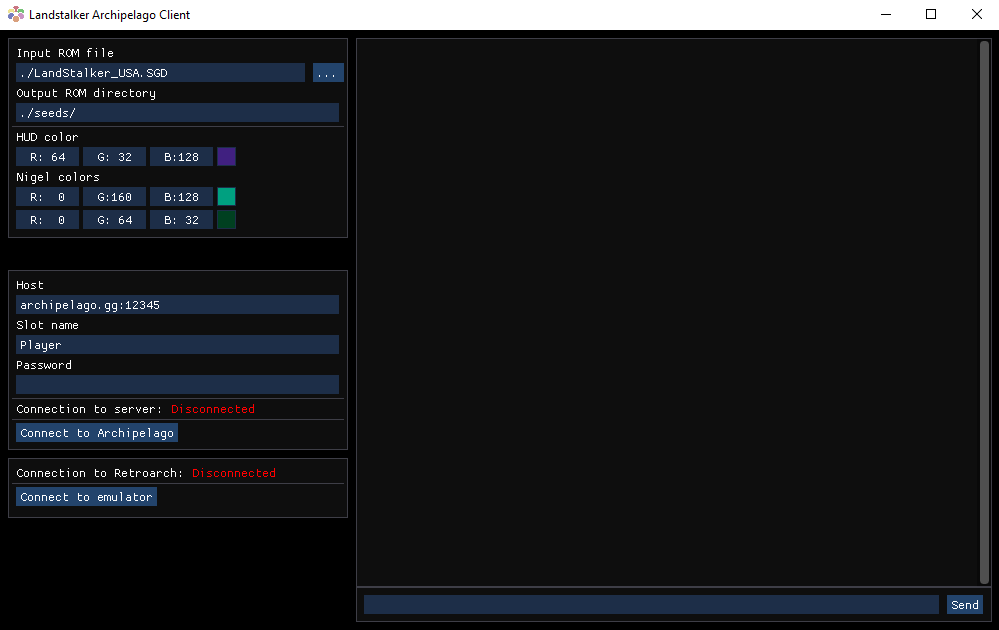 Landstalker Archipelago Client
Input ROM file
./LandStalker_USA.SGD
...
Output ROM directory
./seeds/
HUD color
R: 64 G: 32 B:128
Nigel colors
R: 0 G:160 B:128
R: 0 G: 64 B: 32
Host
archipelago.gg:12345
Slot name
Player
Password
Connection to server: Disconnected
Connect to Archipelago
Connection to Retroarch: Disconnected
Connect to emulator
Send